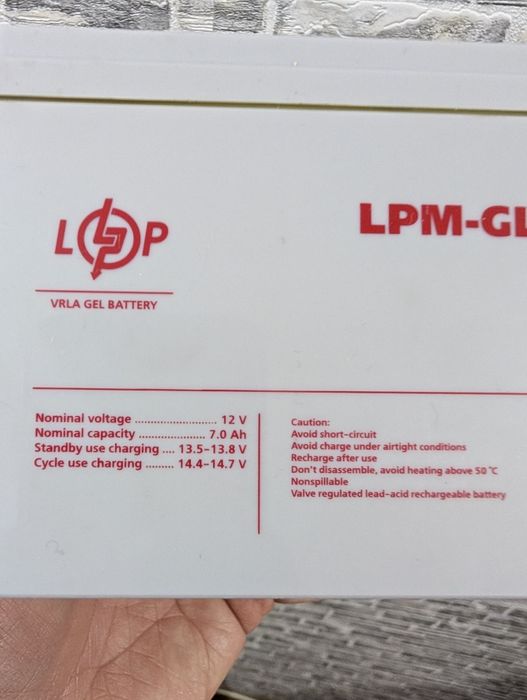 LP
VRLA GEL BATTERY
LPM-GL
Nominal voltage ........................ 12 V
Nominal capacity ................... 7.0 Ah
Standby use charging .... 13.5-13.8 V
Cycle use charging ......... 14.4-14.7 V
Caution:
Avoid short-circuit
Avoid charge under airtight conditions
Recharge after use
Don't disassemble, avoid heating above 50 °C
Nonspillable
Valve regulated lead-acid rechargeable battery